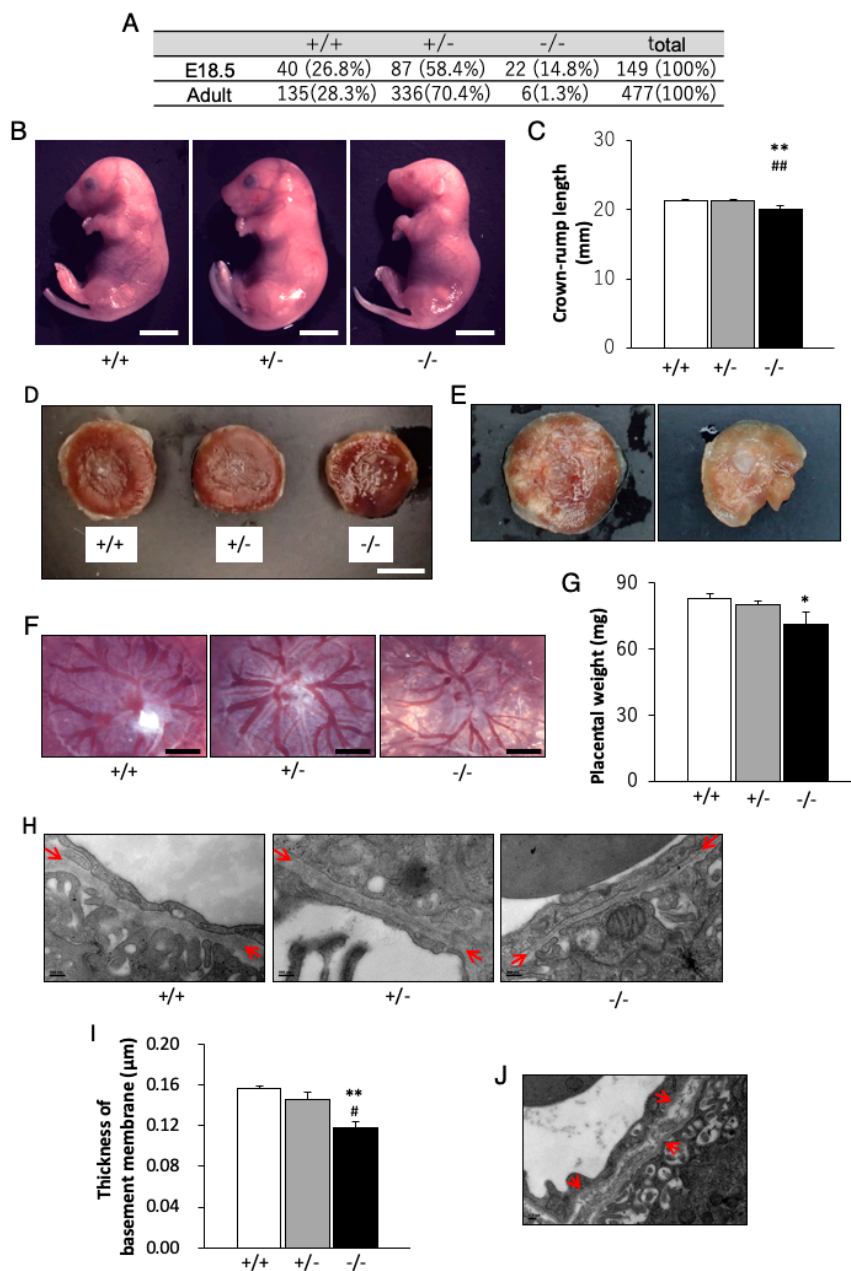 A
+/+ +/- -/- total
E18.5 40 (26.8%) 87 (58.4%) 22 (14.8%) 149 (100%)
Adult 135(28.3%) 336(70.4%) 6(1.3%) 477(100%)
B
+/+ +/- -/-
C
Crown-rump length
(mm)
30
20
10
0
**
##
+/+ +/- -/-
D
+/+ +/- -/-
E
F
+/+ +/- -/-
G
Placental weight (mg)
90
60
30
0
*
+/+ +/- -/-
H
+/+ +/- -/-
I
Thickness of
basement membrane (µm)
0.20
0.16
0.12
0.08
0.04
0.00
**
#
+/+ +/- -/-
J